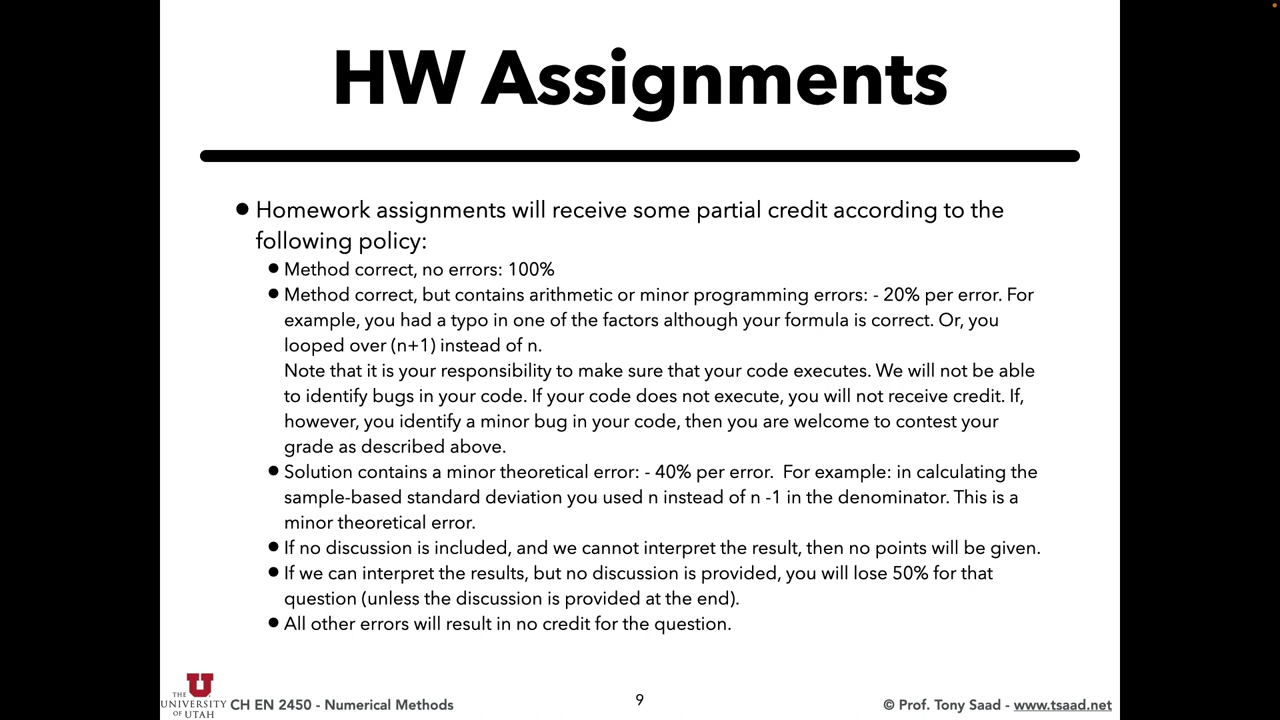 HW Assignments
• Homework assignments will receive some partial credit according to the
following policy:
• Method correct, no errors: 100%
• Method correct, but contains arithmetic or minor programming errors: - 20% per error. For
example, you had a typo in one of the factors although your formula is correct. Or, you
looped over (n+1) instead of n.
Note that it is your responsibility to make sure that your code executes. We will not be able
to identify bugs in your code. If your code does not execute, you will not receive credit. If,
however, you identify a minor bug in your code, then you are welcome to contest your
grade as described above.
• Solution contains a minor theoretical error: - 40% per error.  For example: in calculating the
sample-based standard deviation you used n instead of n -1 in the denominator. This is a
minor theoretical error.
• If no discussion is included, and we cannot interpret the result, then no points will be given.
• If we can interpret the results, but no discussion is provided, you will lose 50% for that
question (unless the discussion is provided at the end).
• All other errors will result in no credit for the question.
U
THE
UNIVERSITY
OF UTAH
CH EN 2450 - Numerical Methods
9
© Prof. Tony Saad - www.tsaad.net